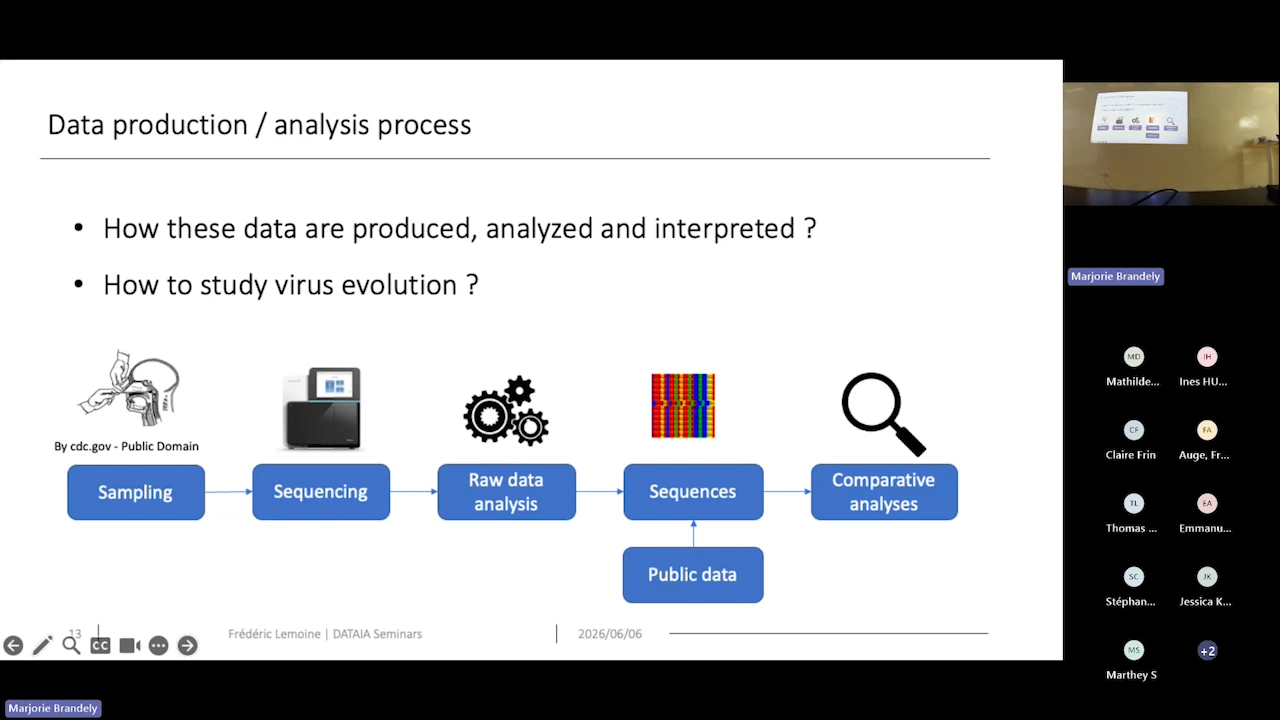 Data production / analysis process
• How these data are produced, analyzed and interpreted ?
• How to study virus evolution ?
By cdc.gov - Public Domain
Sampling
Sequencing
Raw data
analysis
Sequences
Comparative
analyses
Public data
13
Frédéric Lemoine | DATAIA Seminars
2026/06/06
CC
Marjorie Brandely
Marjorie Brandely
MD
Mathilde...
IH
Ines HU...
CF
Claire Frin
FA
Auge, Fr...
TL
Thomas ...
EA
Emmanu...
SC
Stéphan...
JK
Jessica K...
MS
Marthey S
+2